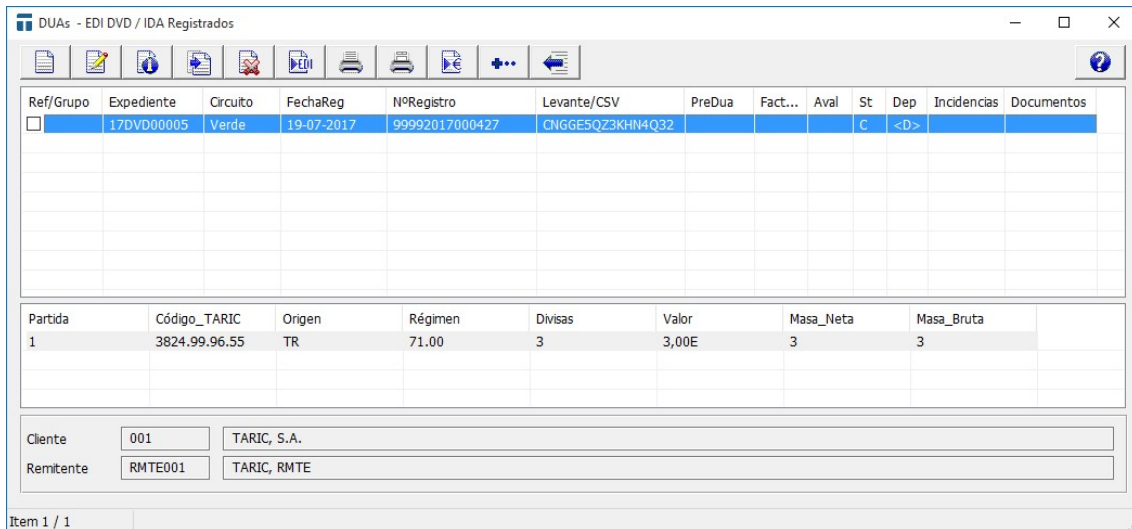 DUAs - EDI DVD / IDA Registrados
EDI
Ref/Grupo Expediente Circuito FechaReg NºRegistro Levante/CSV PreDua Fact... Aval St Dep Incidencias Documentos
17DVD00005 Verde 19-07-2017 99992017000427 CNGGE5QZ3KHN4Q32 C <D>
Partida Código_TARIC Origen Régimen Divisas Valor Masa_Neta Masa_Bruta
1 3824.99.96.55 TR 71.00 3 3,00E 3 3
Cliente 001 TARIC, S.A.
Remitente RMTE001 TARIC, RMTE
Item 1 / 1